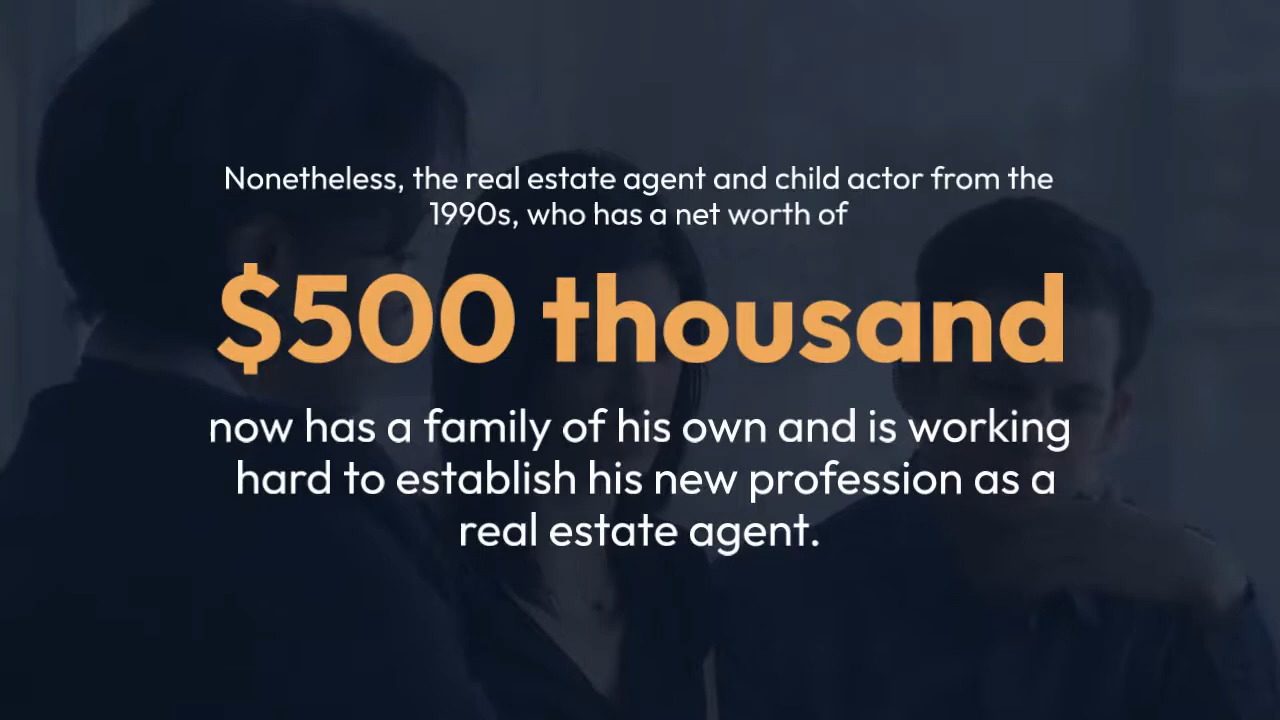 Nonetheless, the real estate agent and child actor from the
1990s, who has a net worth of
$500 thousand
now has a family of his own and is working
hard to establish his new profession as a
real estate agent.